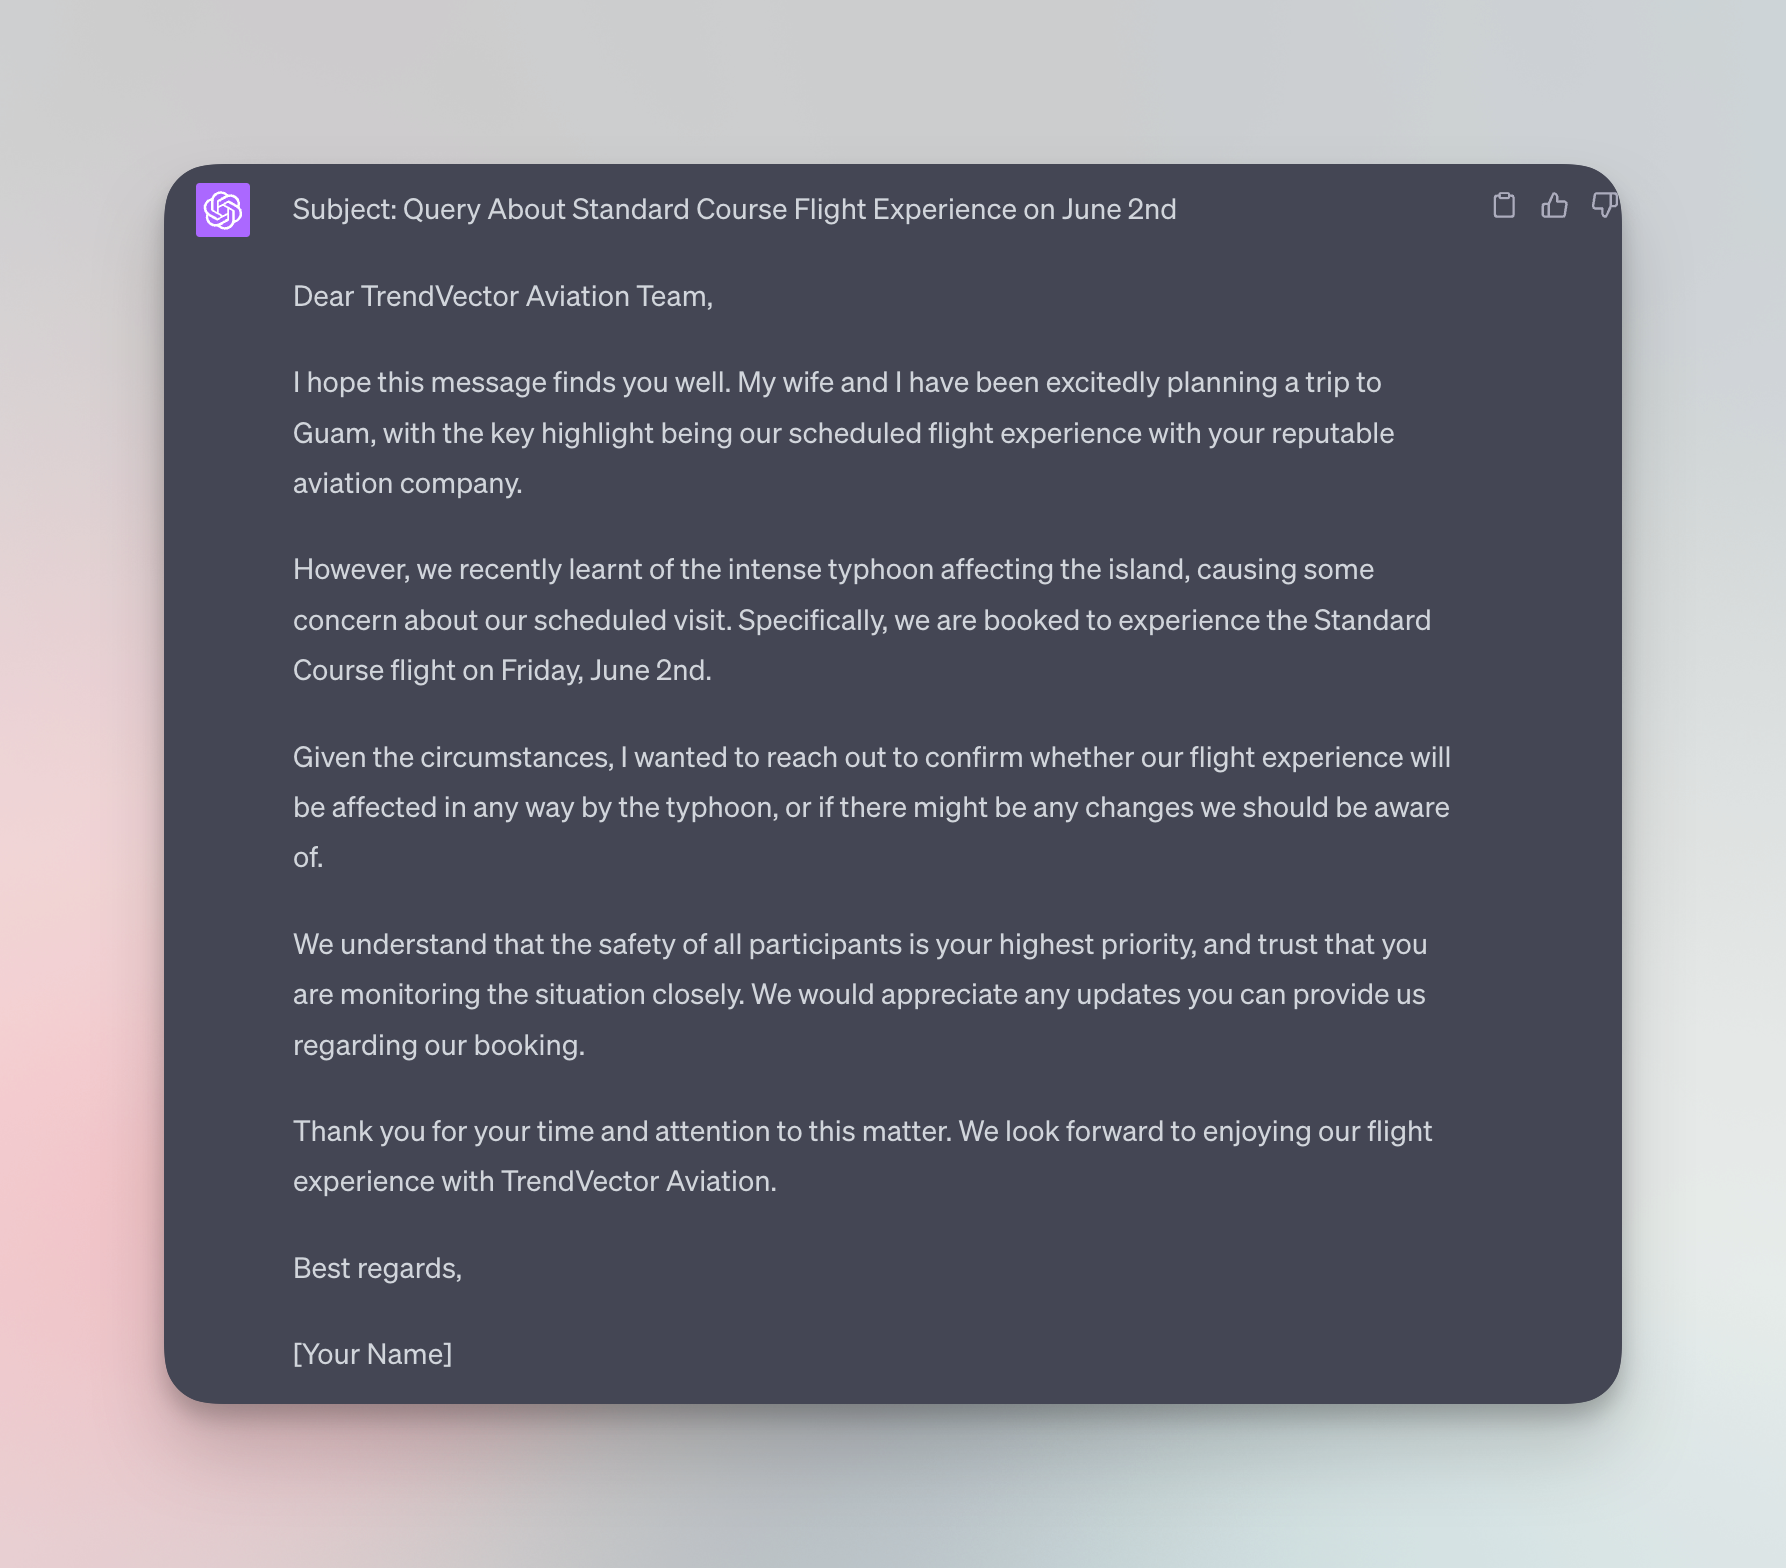 Subject: Query About Standard Course Flight Experience on June 2nd
Dear TrendVector Aviation Team,
I hope this message finds you well. My wife and I have been excitedly planning a trip to
Guam, with the key highlight being our scheduled flight experience with your reputable
aviation company.
However, we recently learnt of the intense typhoon affecting the island, causing some
concern about our scheduled visit. Specifically, we are booked to experience the Standard
Course flight on Friday, June 2nd.
Given the circumstances, I wanted to reach out to confirm whether our flight experience will
be affected in any way by the typhoon, or if there might be any changes we should be aware
of.
We understand that the safety of all participants is your highest priority, and trust that you
are monitoring the situation closely. We would appreciate any updates you can provide us
regarding our booking.
Thank you for your time and attention to this matter. We look forward to enjoying our flight
experience with TrendVector Aviation.
Best regards,
[Your Name]